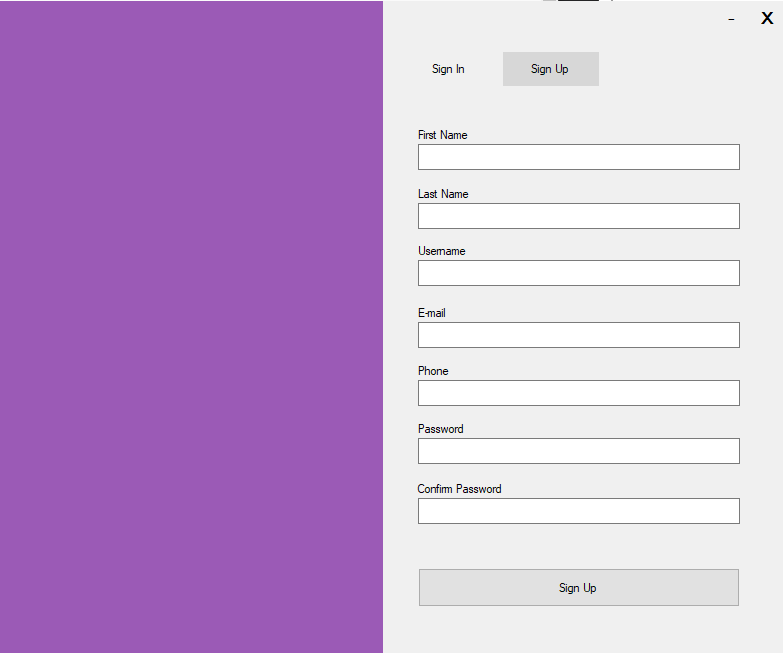 - X
Sign In Sign Up
First Name
Last Name
Username
E-mail
Phone
Password
Confirm Password
Sign Up